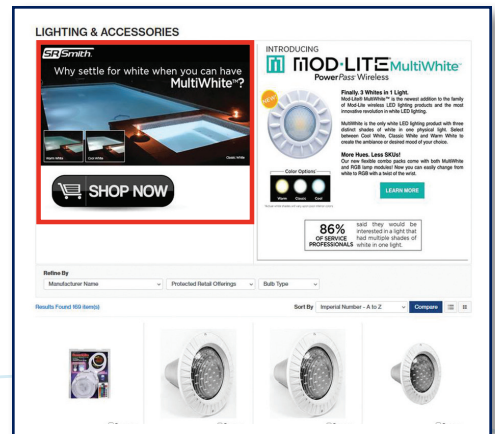 LIGHTING & ACCESSORIES
SRSmith.
Why settle for white when you can have
MultiWhite™?
Warm White
Cool White
Classic White
SHOP NOW
INTRODUCING
MOD·LITE MultiWhite™
PowerPass Wireless
NEW
Finally. 3 Whites in 1 Light.
Mod-Lite® MultiWhite™ is the newest addition to the family
of Mod-Lite Wireless LED lighting products and the most
innovative revolution in white LED lighting.
MultiWhite is the only white LED lighting product with three
distinct shades of white in one physical light. Select
between Cool White, Classic White and Warm White to
create the ambiance or desired mood of your choice.
More Hues. Less SKUs!
Our new flexible combo packs come with both MultiWhite
and RGB lamp modules! Now you can easily change from
white to RGB with a twist of the wrist.
Color Options*
Warm Classic Cool
LEARN MORE
86%
OF SERVICE
PROFESSIONALS
said they would be
interested in a light that
had multiple shades of
white in one light.
Refine By
Manufacturer Name
Protected Retail Offerings
Bulb Type
Results Found 169 item(s)
Sort By
Imperial Number - A to Z
Compare